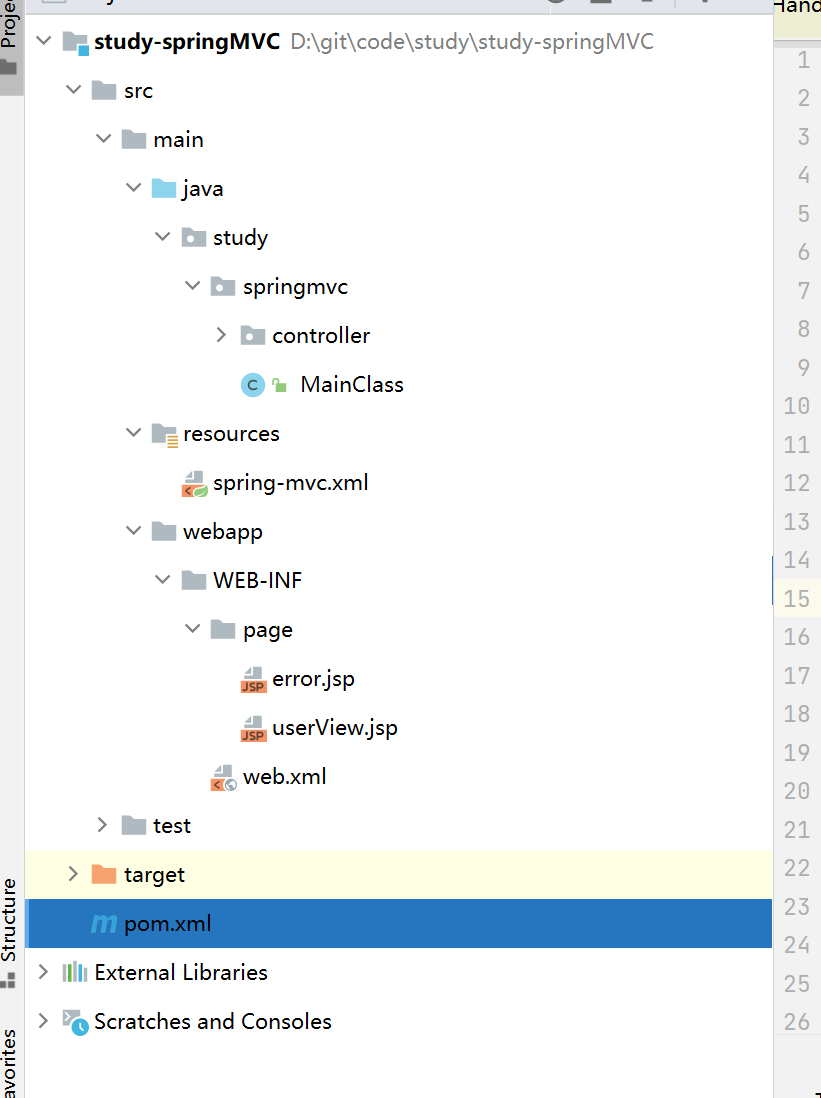 study-springMVC D:\git\code\study\study-springMVC
src
main
java
study
springmvc
controller
C MainClass
resources
spring-mvc.xml
webapp
WEB-INF
page
JSP error.jsp
JSP userView.jsp
web.xml
test
target
m pom.xml
External Libraries
Scratches and Consoles
Structure
1
2
3
4
5
6
7
8
9
10
11
12
13
14
15
16
17
18
19
20
21
22
23
24
25
26